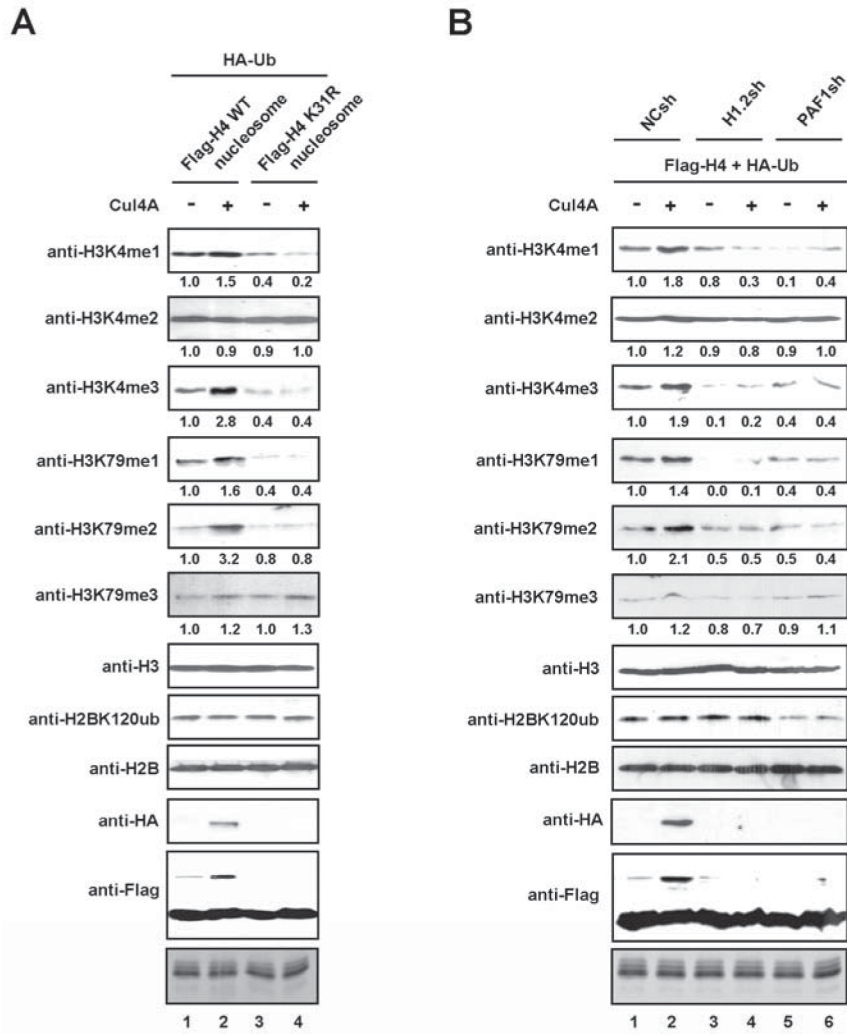 A
HA-Ub
Flag-H4 WT
nucleosome
Flag-H4 K31R
nucleosome
Cul4A - + - +
anti-H3K4me1
1.0 1.5 0.4 0.2
anti-H3K4me2
1.0 0.9 0.9 1.0
anti-H3K4me3
1.0 2.8 0.4 0.4
anti-H3K79me1
1.0 1.6 0.4 0.4
anti-H3K79me2
1.0 3.2 0.8 0.8
anti-H3K79me3
1.0 1.2 1.0 1.3
anti-H3
anti-H2BK120ub
anti-H2B
anti-HA
anti-Flag
1 2 3 4
B
NCsh H1.2sh PAF1sh
Flag-H4 + HA-Ub
Cul4A - + - + - +
anti-H3K4me1
1.0 1.8 0.8 0.3 0.1 0.4
anti-H3K4me2
1.0 1.2 0.9 0.8 0.9 1.0
anti-H3K4me3
1.0 1.9 0.1 0.2 0.4 0.4
anti-H3K79me1
1.0 1.4 0.0 0.1 0.4 0.4
anti-H3K79me2
1.0 2.1 0.5 0.5 0.5 0.4
anti-H3K79me3
1.0 1.2 0.8 0.7 0.9 1.1
anti-H3
anti-H2BK120ub
anti-H2B
anti-HA
anti-Flag
1 2 3 4 5 6